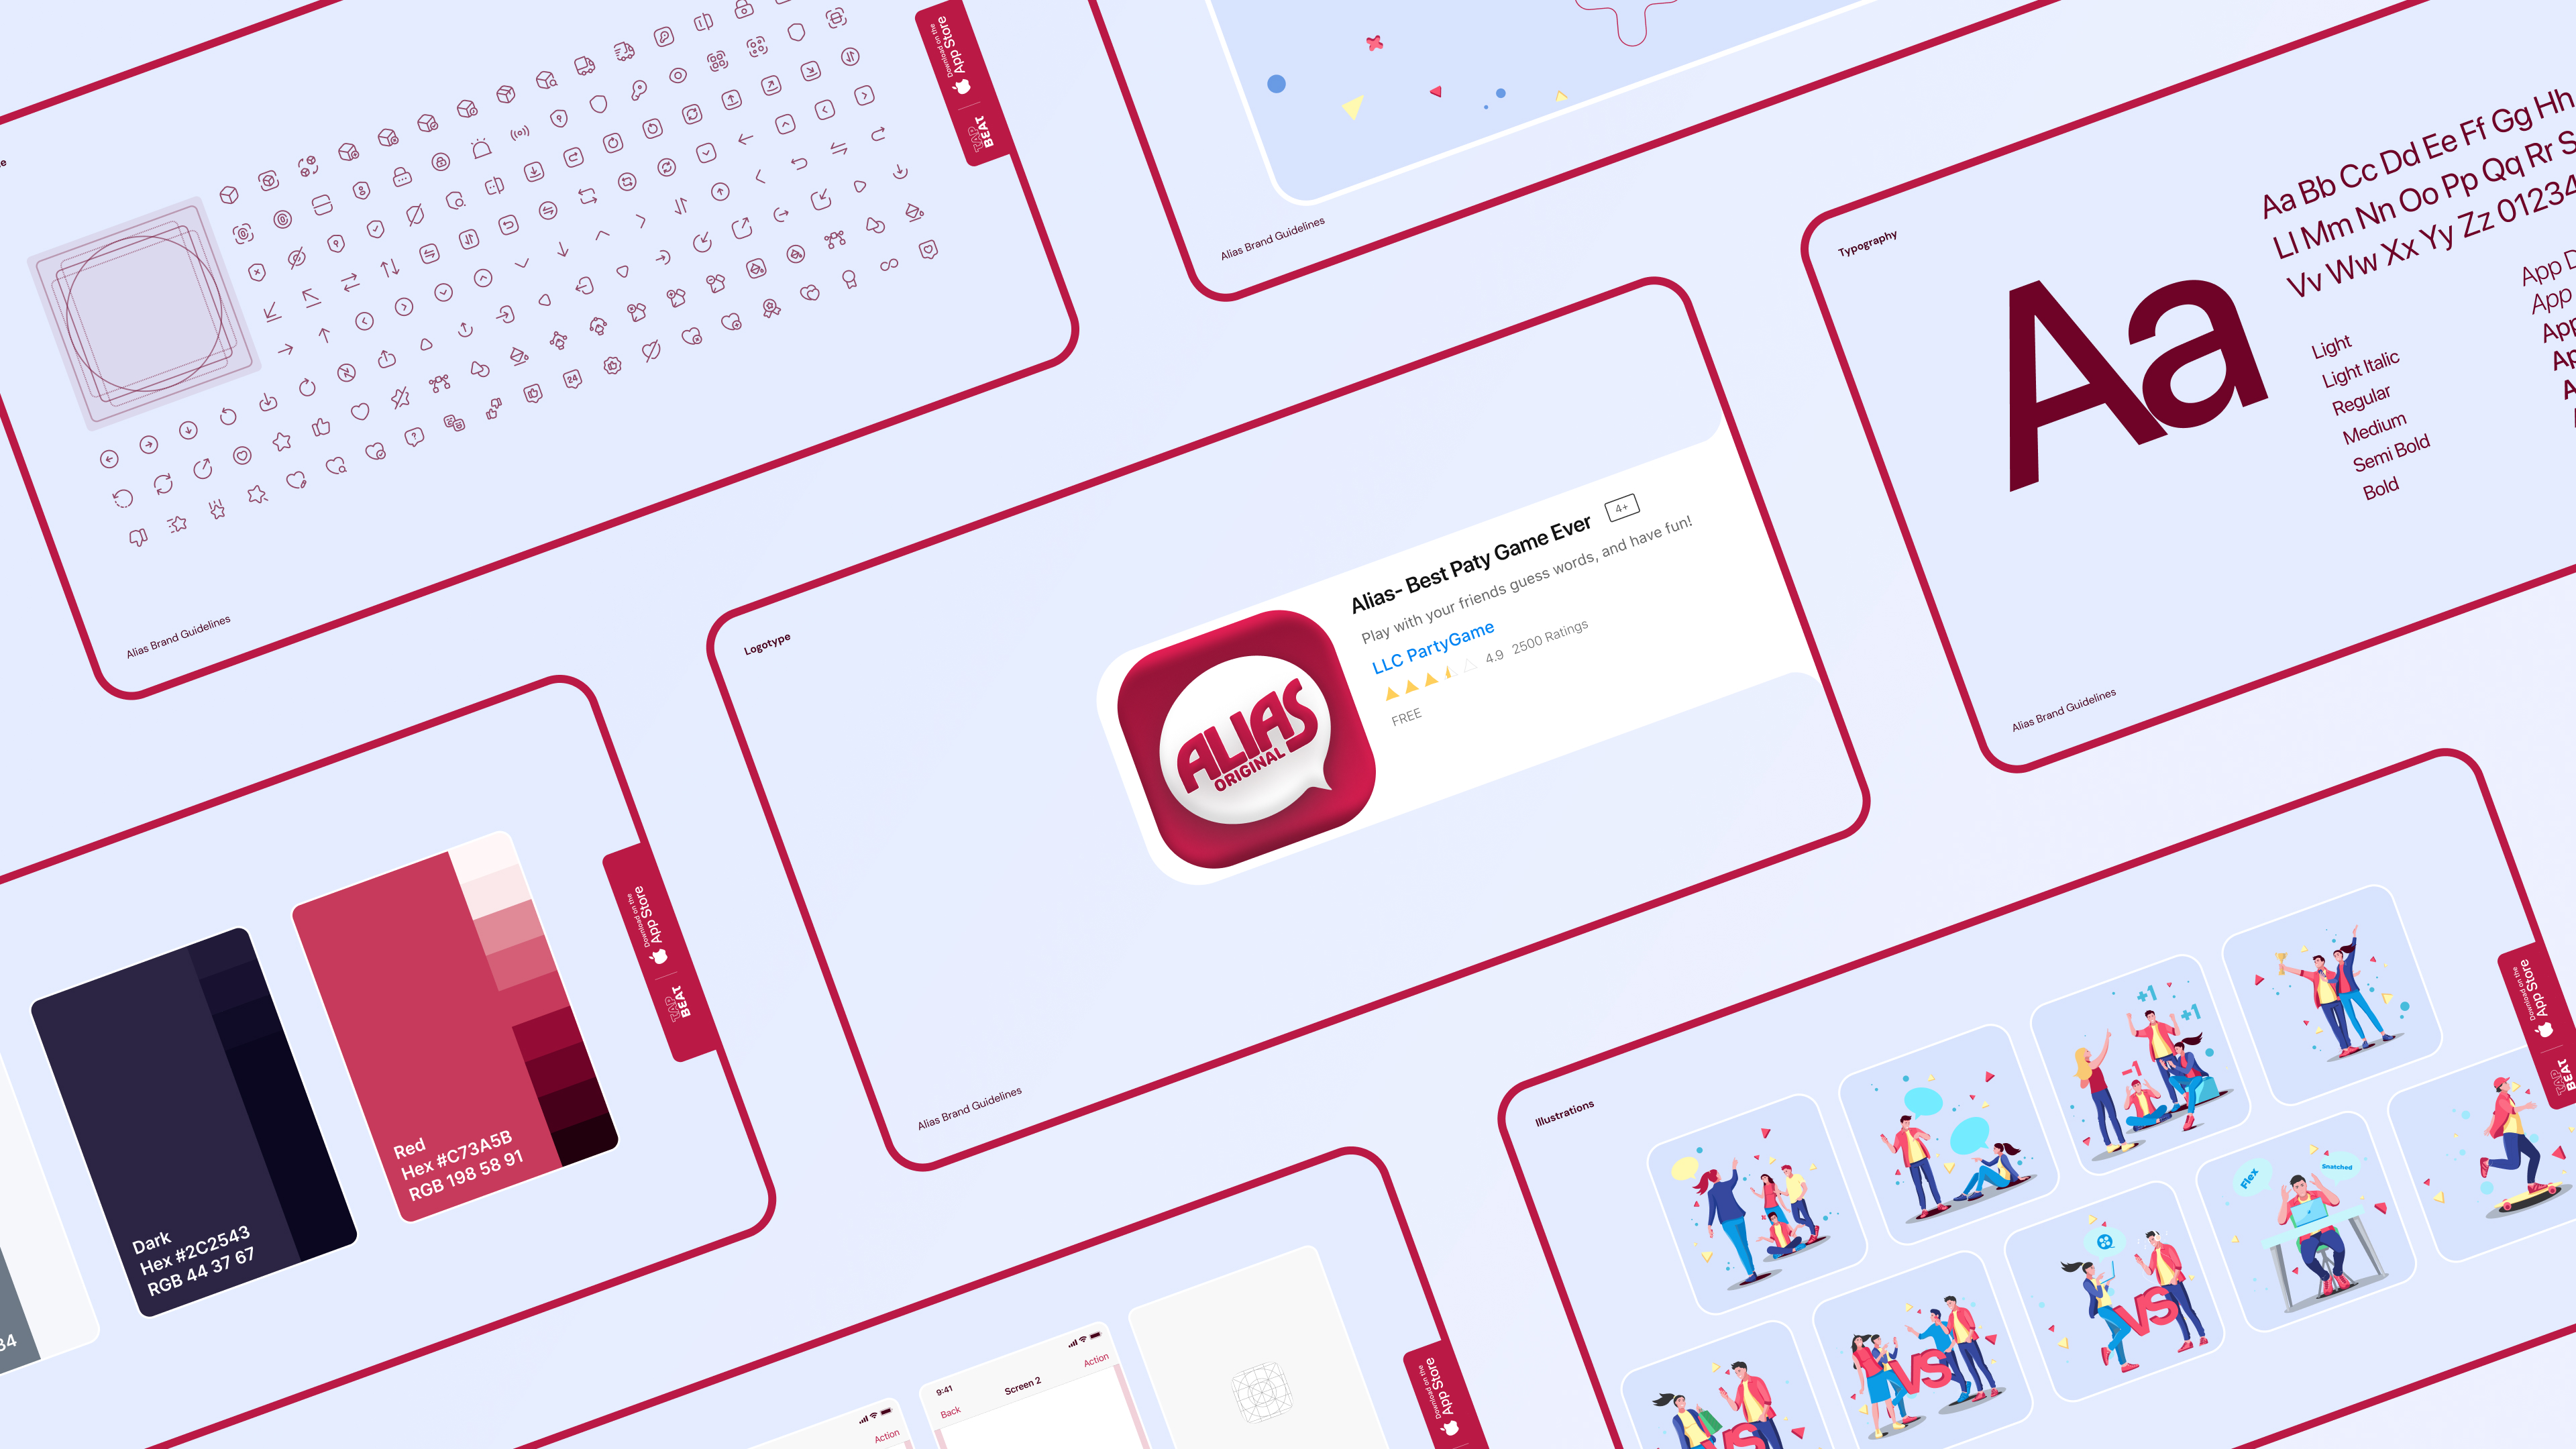 Download on the
App Store
TAP
BEAT
Alias Brand Guidelines
Alias Brand Guidelines
Typography
Aa
Aa Bb Cc Dd Ee Ff Gg Hh
Ll Mm Nn Oo Pp Qq Rr S
Vv Ww Xx Yy Zz 01234
Light
Light Italic
Regular
Medium
Semi Bold
Bold
App
App
Alias Brand Guidelines
Logotype
ALIAS
ORIGINAL
Alias- Best Paty Game Ever 4+
Play with your friends guess words, and have fun!
LLC PartyGame
4.9 2500 Ratings
FREE
Alias Brand Guidelines
Dark
Hex #2C2543
RGB 44 37 67
Red
Hex #C73A5B
RGB 198 58 91
Download on the
App Store
TAP
BEAT
24
Action
9:41
Back
Screen 2
Action
Download on the
App Store
Illustrations
+1
+1
-1
VS
VS
VS
Flex
Snatched
Download on the
App Store
TAP
BEAT